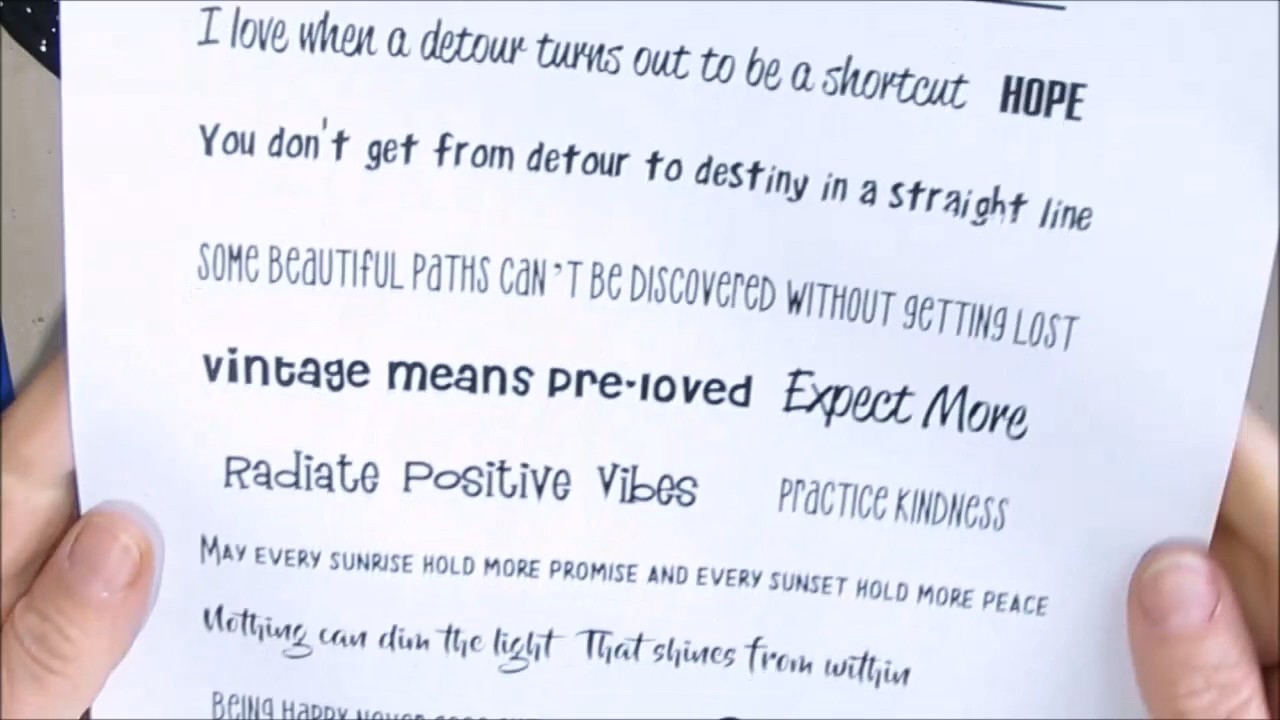 I love when a detour turns out to be a shortcut HOPE
You don't get from detour to destiny in a straight line
SOME BEAUTIFUL PATHS CAN'T BE DISCOVERED WITHOUT GETTING LOST
vintage means pre-loved Expect More
Radiate Positive Vibes PRACTICE KINDNESS
MAY EVERY SUNRISE HOLD MORE PROMISE AND EVERY SUNSET HOLD MORE PEACE
Nothing can dim the light That shines from within
BEING HAPPY NEVER